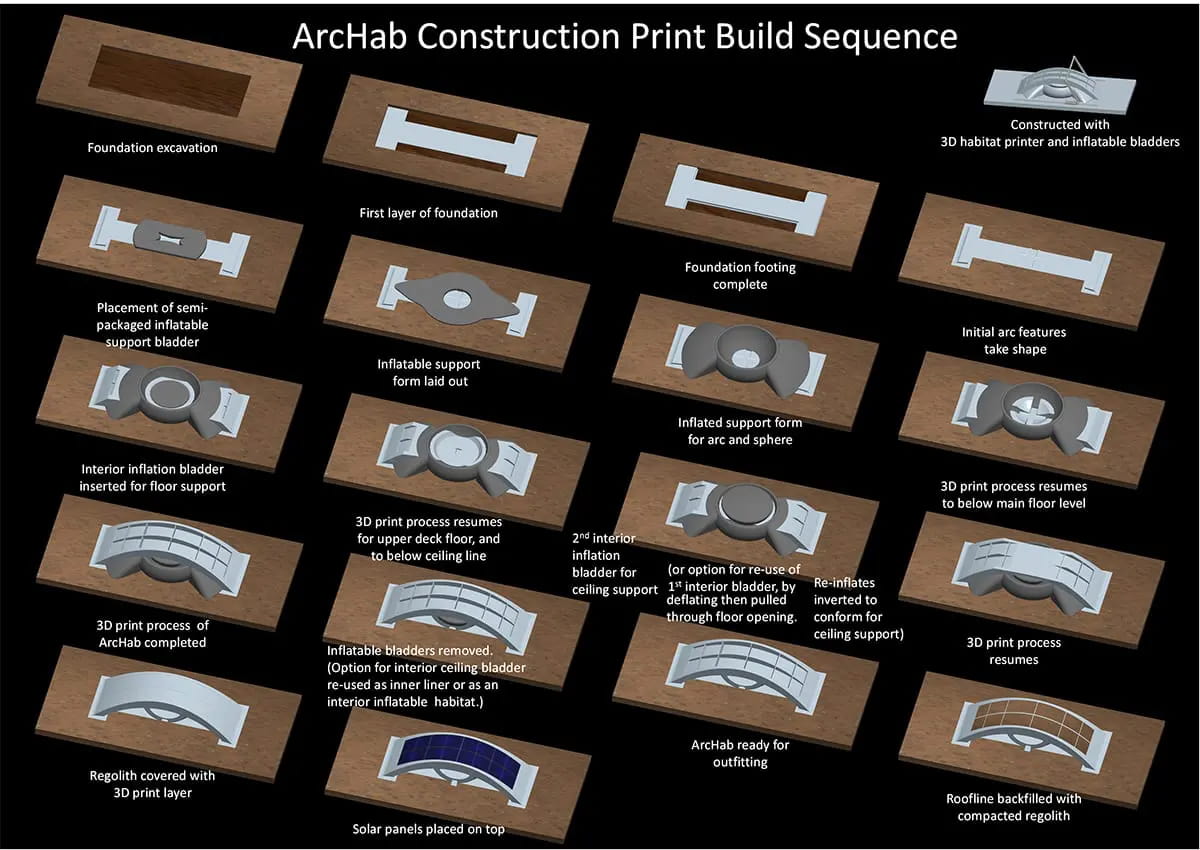 ArcHab Construction Print Build Sequence
Constructed with
3D habitat printer and inflatable bladders
Foundation excavation
First layer of foundation
Foundation footing
complete
Initial arc features
take shape
Placement of semi-
packaged inflatable
support bladder
Inflatable support
form laid out
Inflated support form
for arc and sphere
3D print process resumes
to below main floor level
Interior inflation bladder
inserted for floor support
3D print process resumes
for upper deck floor, and
to below ceiling line
2nd interior
inflation
bladder for
ceiling support
(or option for re-use of
1st interior bladder, by
deflating then pulled
through floor opening.
Re-inflates
inverted to
conform for
ceiling support)
3D print process
resumes
3D print process of
ArcHab completed
Inflatable bladders removed.
(Option for interior ceiling bladder
re-used as inner liner or as an
interior inflatable habitat.)
ArcHab ready for
outfitting
Roofline backfilled with
compacted regolith
Regolith covered with
3D print layer
Solar panels placed on top